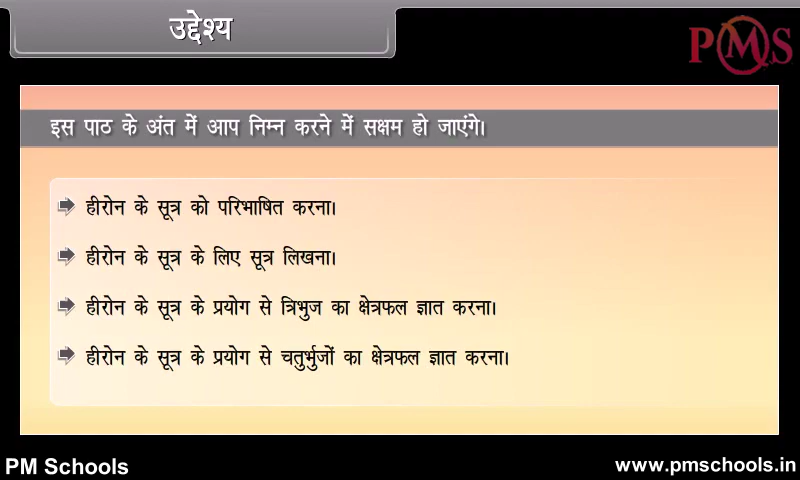 उद्देश्य
PMS
इस पाठ के अंत में आप निम्न करने में सक्षम हो जाएंगे।
हीरोन के सूत्र को परिभाषित करना।
हीरोन के सूत्र के लिए सूत्र लिखना।
हीरोन के सूत्र के प्रयोग से त्रिभुज का क्षेत्रफल ज्ञात करना।
हीरोन के सूत्र के प्रयोग से चतुर्भुजों का क्षेत्रफल ज्ञात करना।
PM Schools
www.pmschools.in